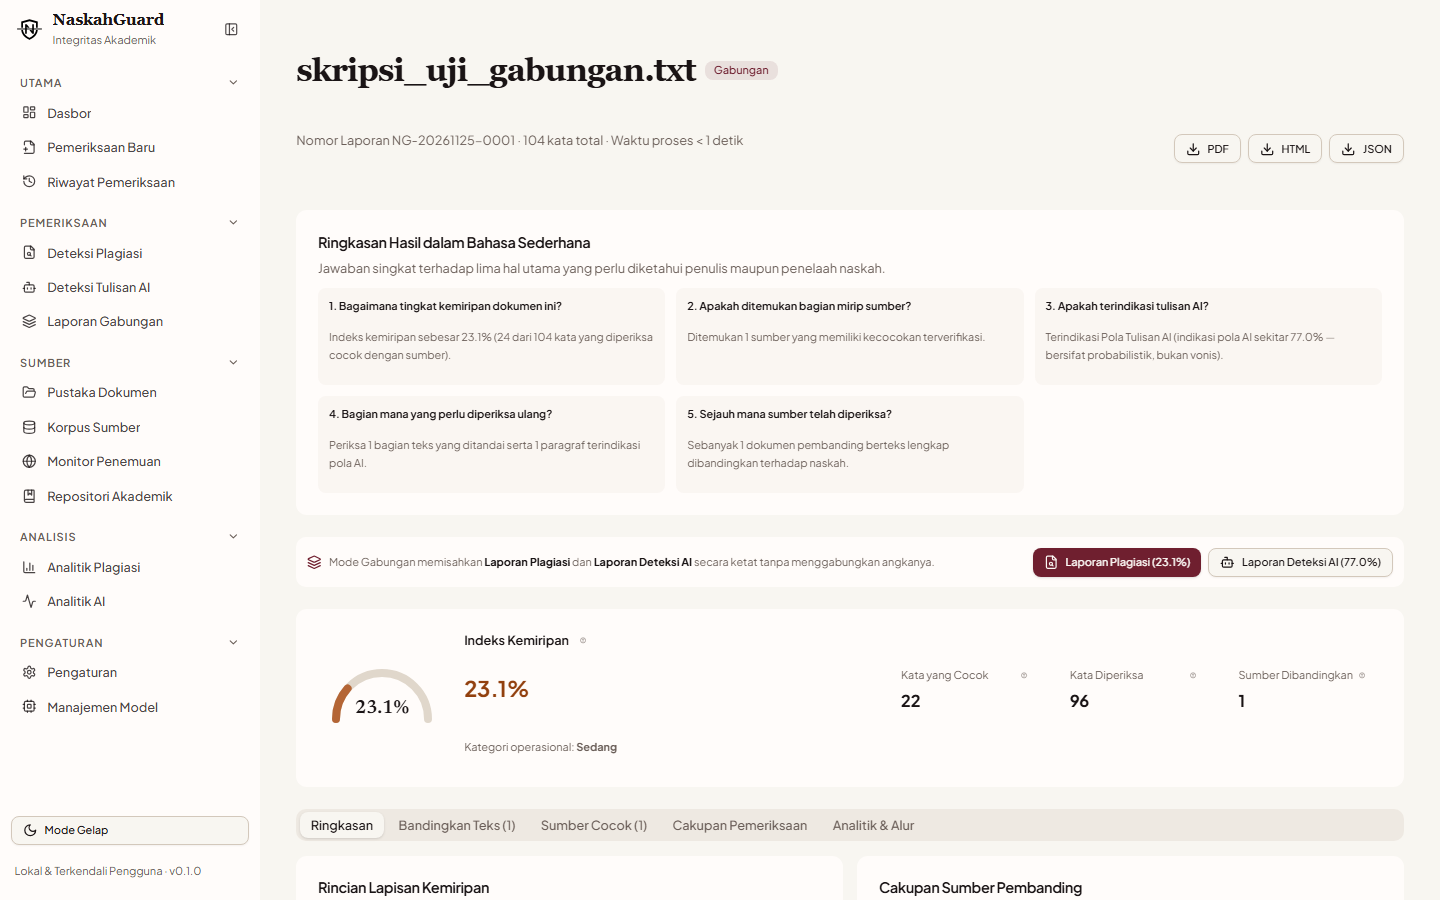 NaskahGuard
Integritas Akademik
UTAMA
Dasbor
Pemeriksaan Baru
Riwayat Pemeriksaan
PEMERIKSAAN
Deteksi Plagiasi
Deteksi Tulisan AI
Laporan Gabungan
SUMBER
Pustaka Dokumen
Korpus Sumber
Monitor Penemuan
Repositori Akademik
ANALISIS
Analitik Plagiasi
Analitik AI
PENGATURAN
Pengaturan
Manajemen Model
Mode Gelap
Lokal & Terkendali Pengguna · v0.1.0
skripsi_uji_gabungan.txt
Gabungan
Nomor Laporan NG-20261125-0001 · 104 kata total · Waktu proses < 1 detik
PDF
HTML
JSON
Ringkasan Hasil dalam Bahasa Sederhana
Jawaban singkat terhadap lima hal utama yang perlu diketahui penulis maupun penelaah naskah.
1. Bagaimana tingkat kemiripan dokumen ini?
Indeks kemiripan sebesar 23.1% (24 dari 104 kata yang diperiksa
cocok dengan sumber).
2. Apakah ditemukan bagian mirip sumber?
Ditemukan 1 sumber yang memiliki kecocokan terverifikasi.
3. Apakah terindikasi tulisan AI?
Terindikasi Pola Tulisan AI (indikasi pola AI sekitar 77.0% —
bersifat probabilistik, bukan vonis).
4. Bagian mana yang perlu diperiksa ulang?
Periksa 1 bagian teks yang ditandai serta 1 paragraf terindikasi
pola AI.
5. Sejauh mana sumber telah diperiksa?
Sebanyak 1 dokumen pembanding berteks lengkap
dibandingkan terhadap naskah.
Mode Gabungan memisahkan Laporan Plagiasi dan Laporan Deteksi AI secara ketat tanpa menggabungkan angkanya.
Laporan Plagiasi (23.1%)
Laporan Deteksi AI (77.0%)
23.1%
Indeks Kemiripan
23.1%
Kategori operasional: Sedang
Kata yang Cocok
22
Kata Diperiksa
96
Sumber Dibandingkan
1
Ringkasan
Bandingkan Teks (1)
Sumber Cocok (1)
Cakupan Pemeriksaan
Analitik & Alur
Rincian Lapisan Kemiripan
Cakupan Sumber Pembanding